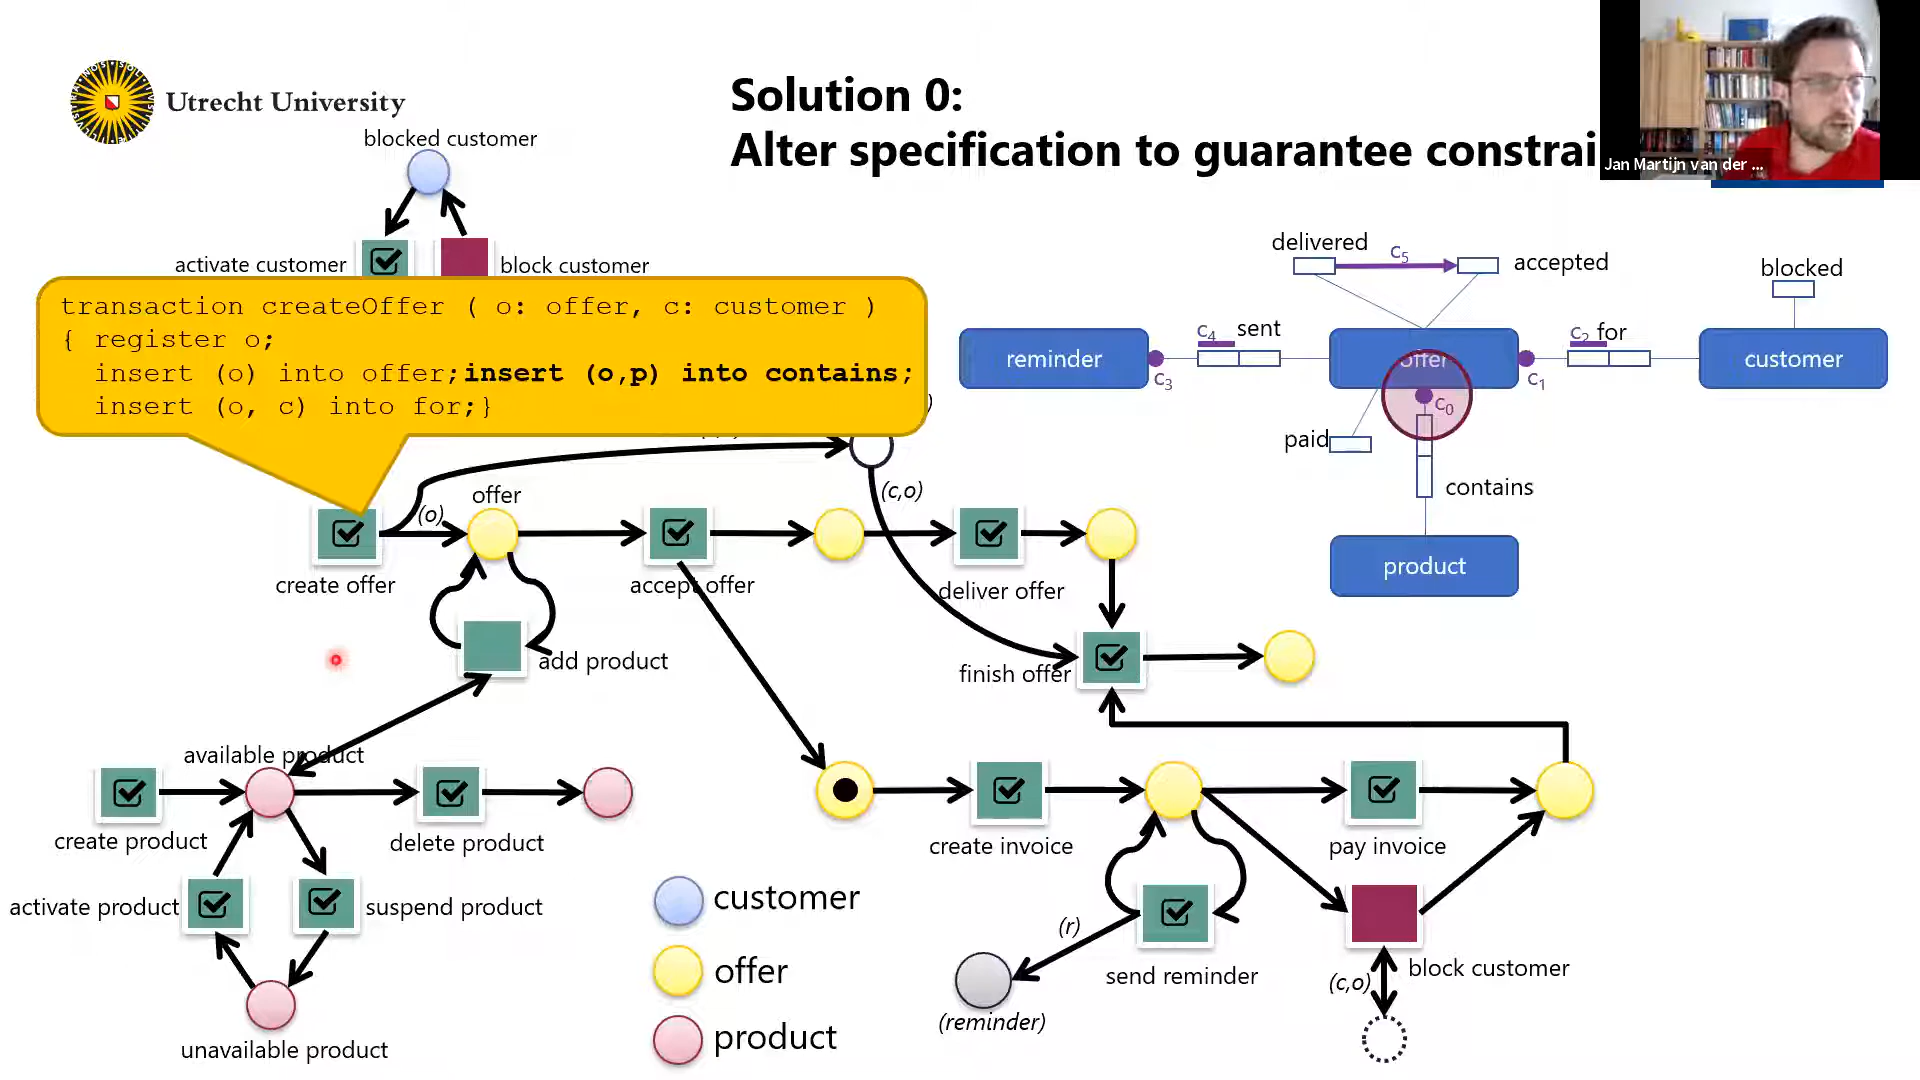 Utrecht University
Solution 0:
Alter specification to guarantee constrai
Jan Martijn van der ...
blocked customer
activate customer
block customer
transaction createOffer ( o: offer, c: customer )
{ register o;
insert (o) into offer;insert (o,p) into contains;
insert (o, c) into for;}
delivered
c5
accepted
blocked
reminder
c4
sent
c3
offer
c2
for
c1
customer
c0
paid
contains
product
(o)
offer
(c,o)
create offer
accept offer
deliver offer
add product
finish offer
available product
create product
delete product
create invoice
pay invoice
activate product
suspend product
unavailable product
customer
offer
product
(r)
send reminder
(reminder)
block customer
(c,o)